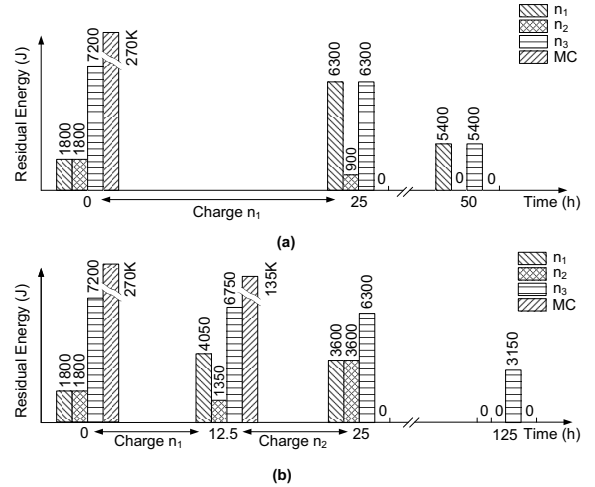 Residual Energy (J)
1800
1800
7200
270K
6300
900
6300
0
5400
0
5400
0
n1
n2
n3
MC
0
25
50
Time (h)
Charge n1
(a)
Residual Energy (J)
1800
1800
7200
270K
4050
1350
6750
135K
3600
3600
6300
0
0
0
3150
0
n1
n2
n3
MC
0
12.5
25
125
Time (h)
Charge n1
Charge n2
(b)